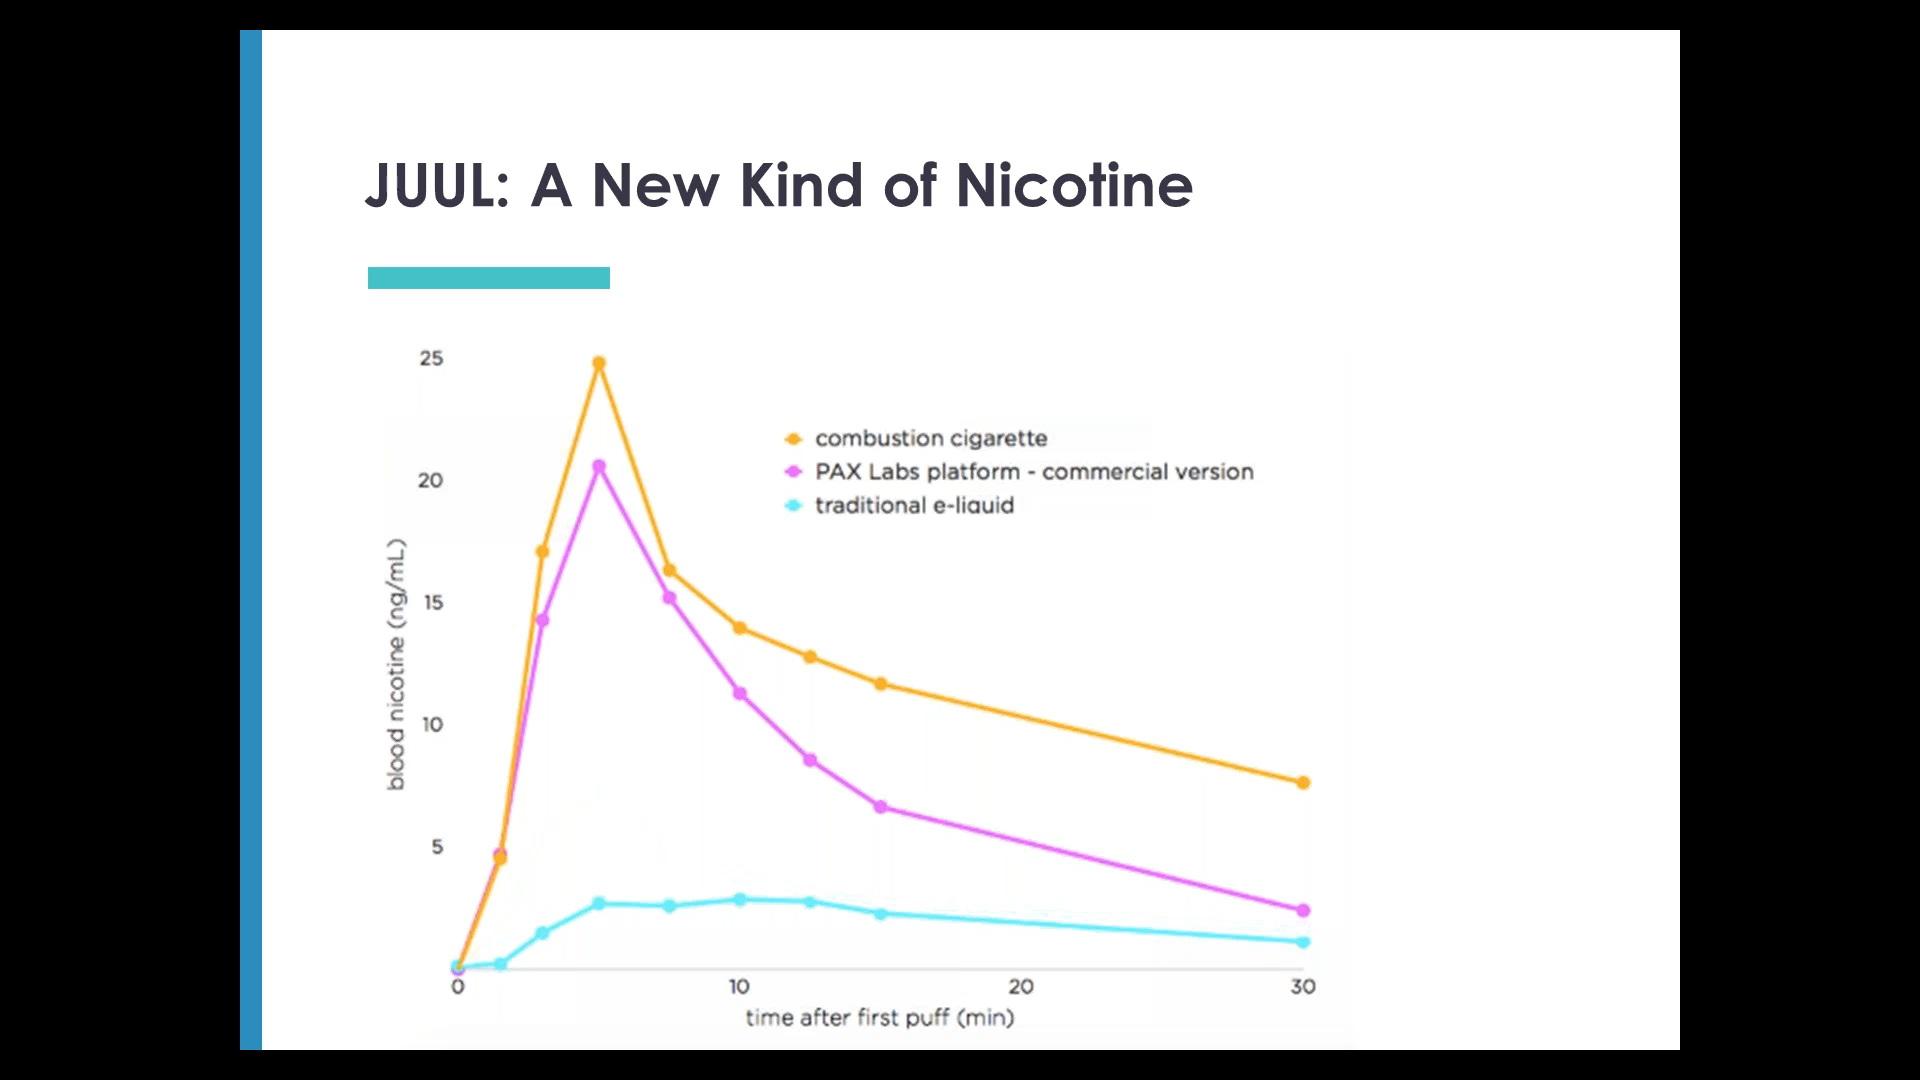 JUUL: A New Kind of Nicotine
25
20
15
10
5
blood nicotine (ng/mL)
combustion cigarette
PAX Labs platform - commercial version
traditional e-liquid
0
10
20
30
time after first puff (min)